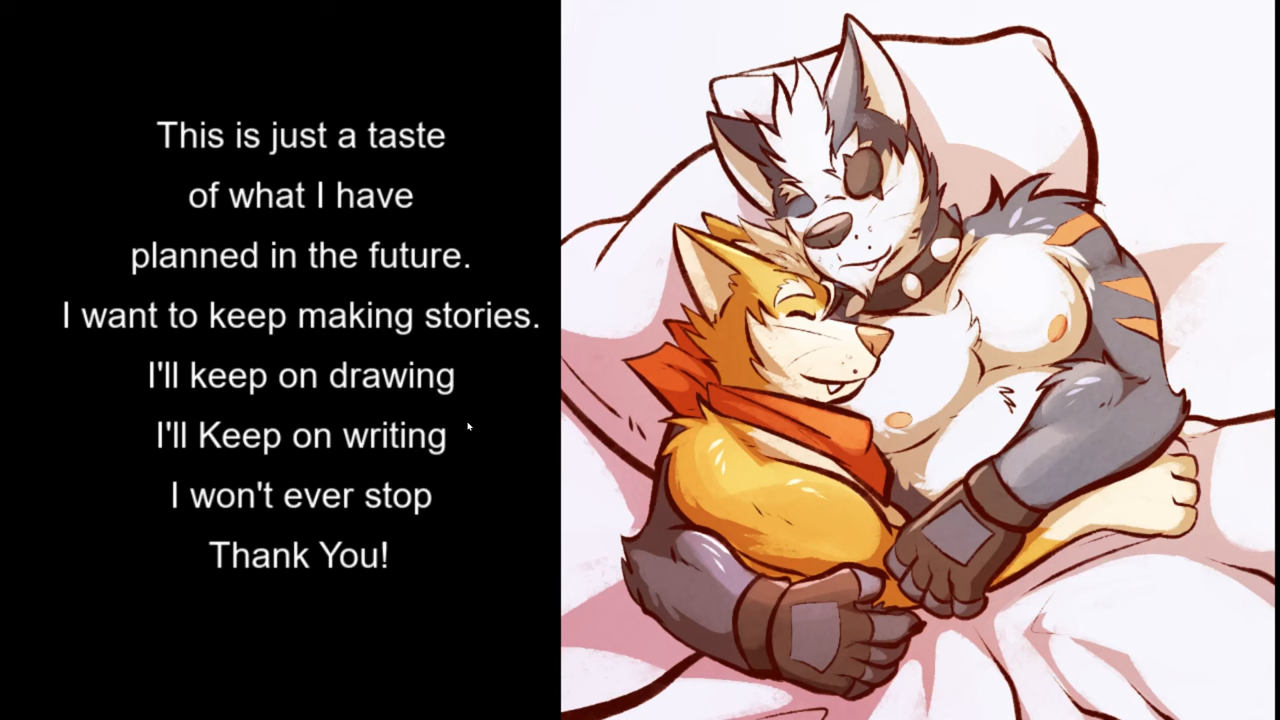 This is just a taste
of what I have
planned in the future.
I want to keep making stories.
I'll keep on drawing
I'll Keep on writing
I won't ever stop
Thank You!